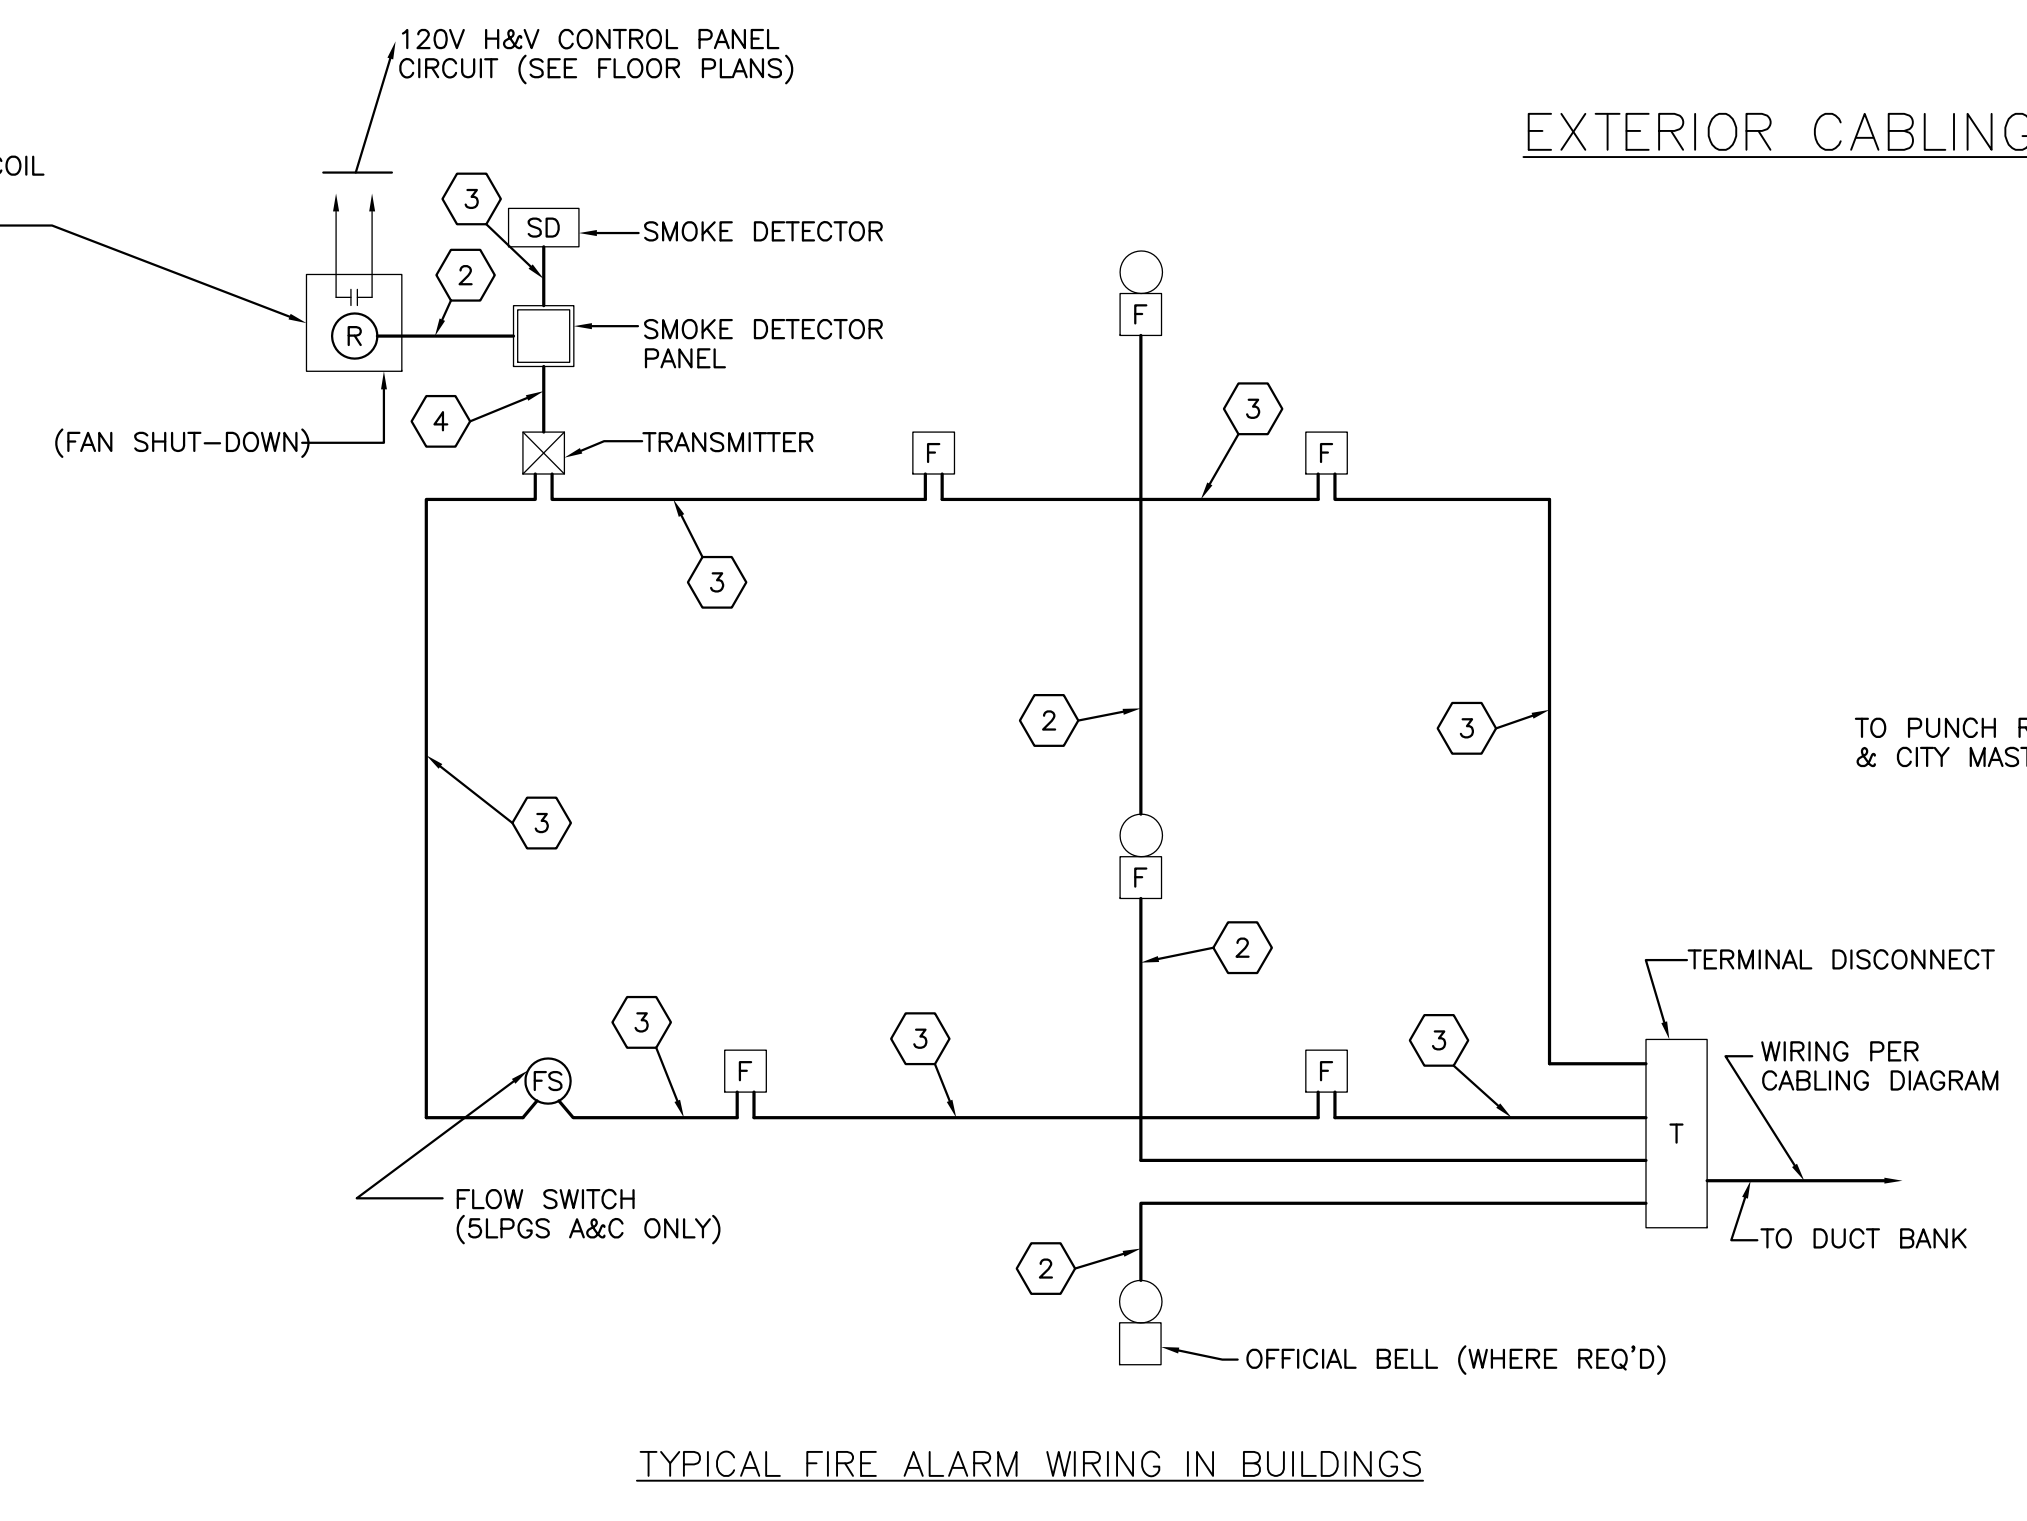 120V H&V CONTROL PANEL
CIRCUIT (SEE FLOOR PLANS)
EXTERIOR CABLING
COIL
3
SD
SMOKE DETECTOR
2
R
SMOKE DETECTOR
PANEL
F
4
3
(FAN SHUT-DOWN)
TRANSMITTER
F
F
3
2
3
TO PUNCH
& CITY
3
F
2
TERMINAL DISCONNECT
3
3
3
WIRING PER
CABLING DIAGRAM
FS
F
F
T
FLOW SWITCH
(5LPGS A&C ONLY)
TO DUCT BANK
2
OFFICIAL BELL (WHERE REQ'D)
TYPICAL FIRE ALARM WIRING IN BUILDINGS